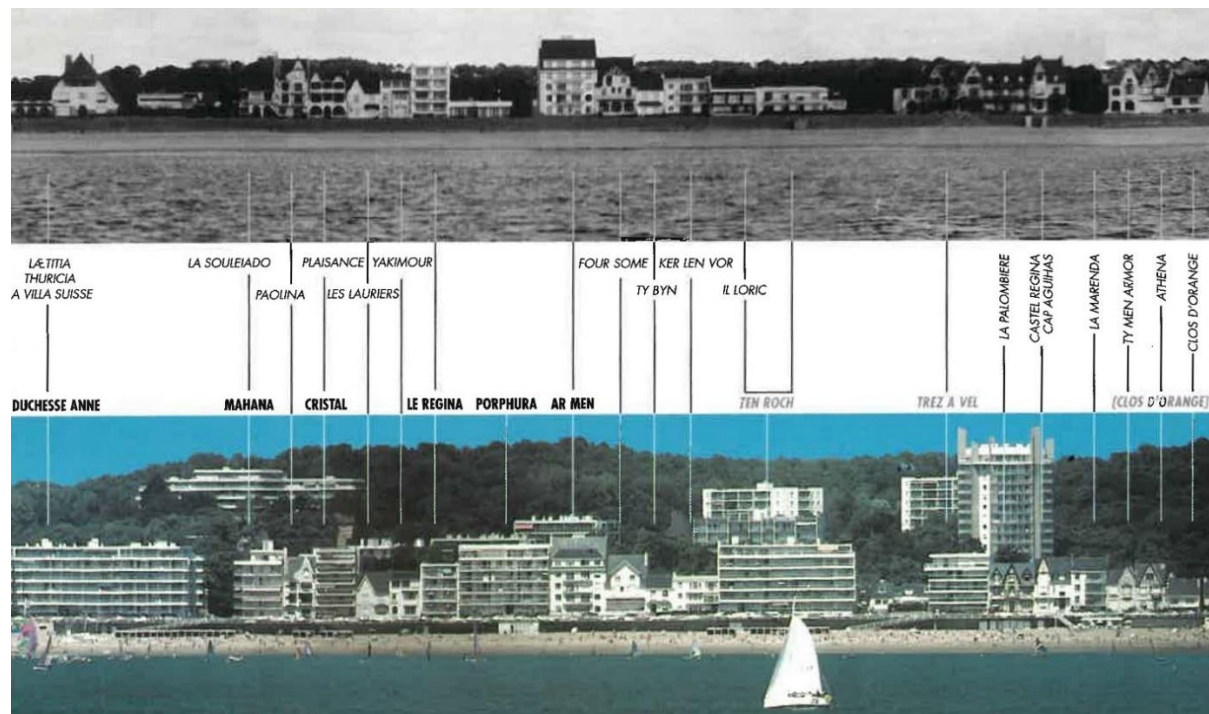 LÆTITIA
THURICIA
A VILLA SUISSE
LA SOULEIADO
PAOLINA
PLAISANCE
LES LAURIERS
YAKIMOUR
FOUR SOME
TY BYN
KER LEN VOR
IL LORIC
LA PALOMBIERE
CASTEL REGINA
CAP AGUIHAS
LA MARENDA
TY MEN ARMOR
ATHENA
CLOS D'ORANGE
DUCHESSE ANNE
MAHANA
CRISTAL
LE REGINA
PORPHURA
AR MEN
TEN ROCH
TREZ A VEL
(CLOS D'ORANGE)